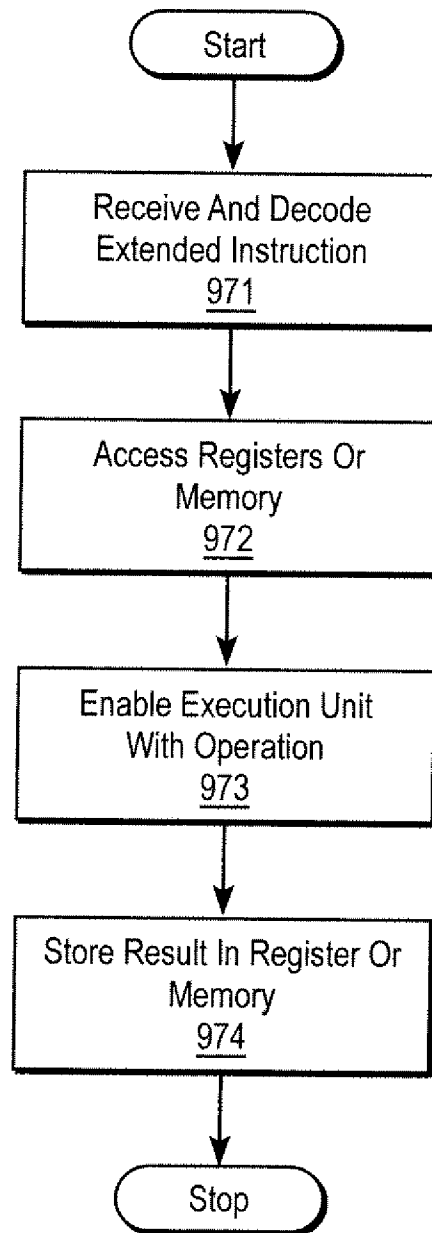 Start
Receive And Decode
Extended Instruction
971
Access Registers Or
Memory
972
Enable Execution Unit
With Operation
973
Store Result In Register Or
Memory
974
Stop